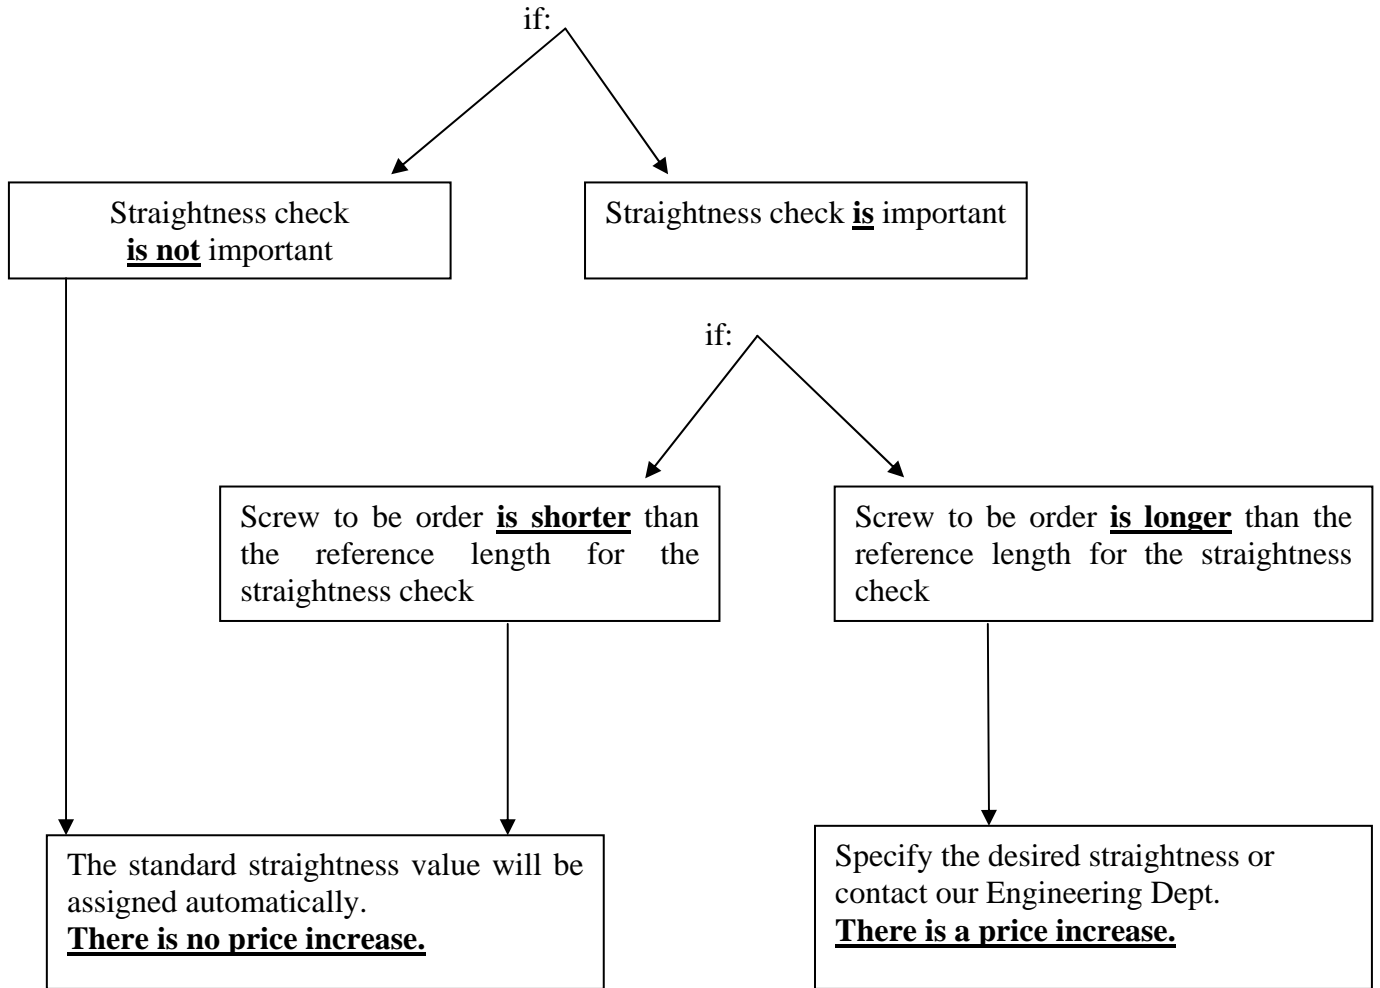 if:
Straightness check
is not important
Straightness check is important
if:
Screw to be order is shorter than
the reference length for the
straightness check
Screw to be order is longer than the
reference length for the straightness
check
The standard straightness value will be
assigned automatically.
There is no price increase.
Specify the desired straightness or
contact our Engineering Dept.
There is a price increase.